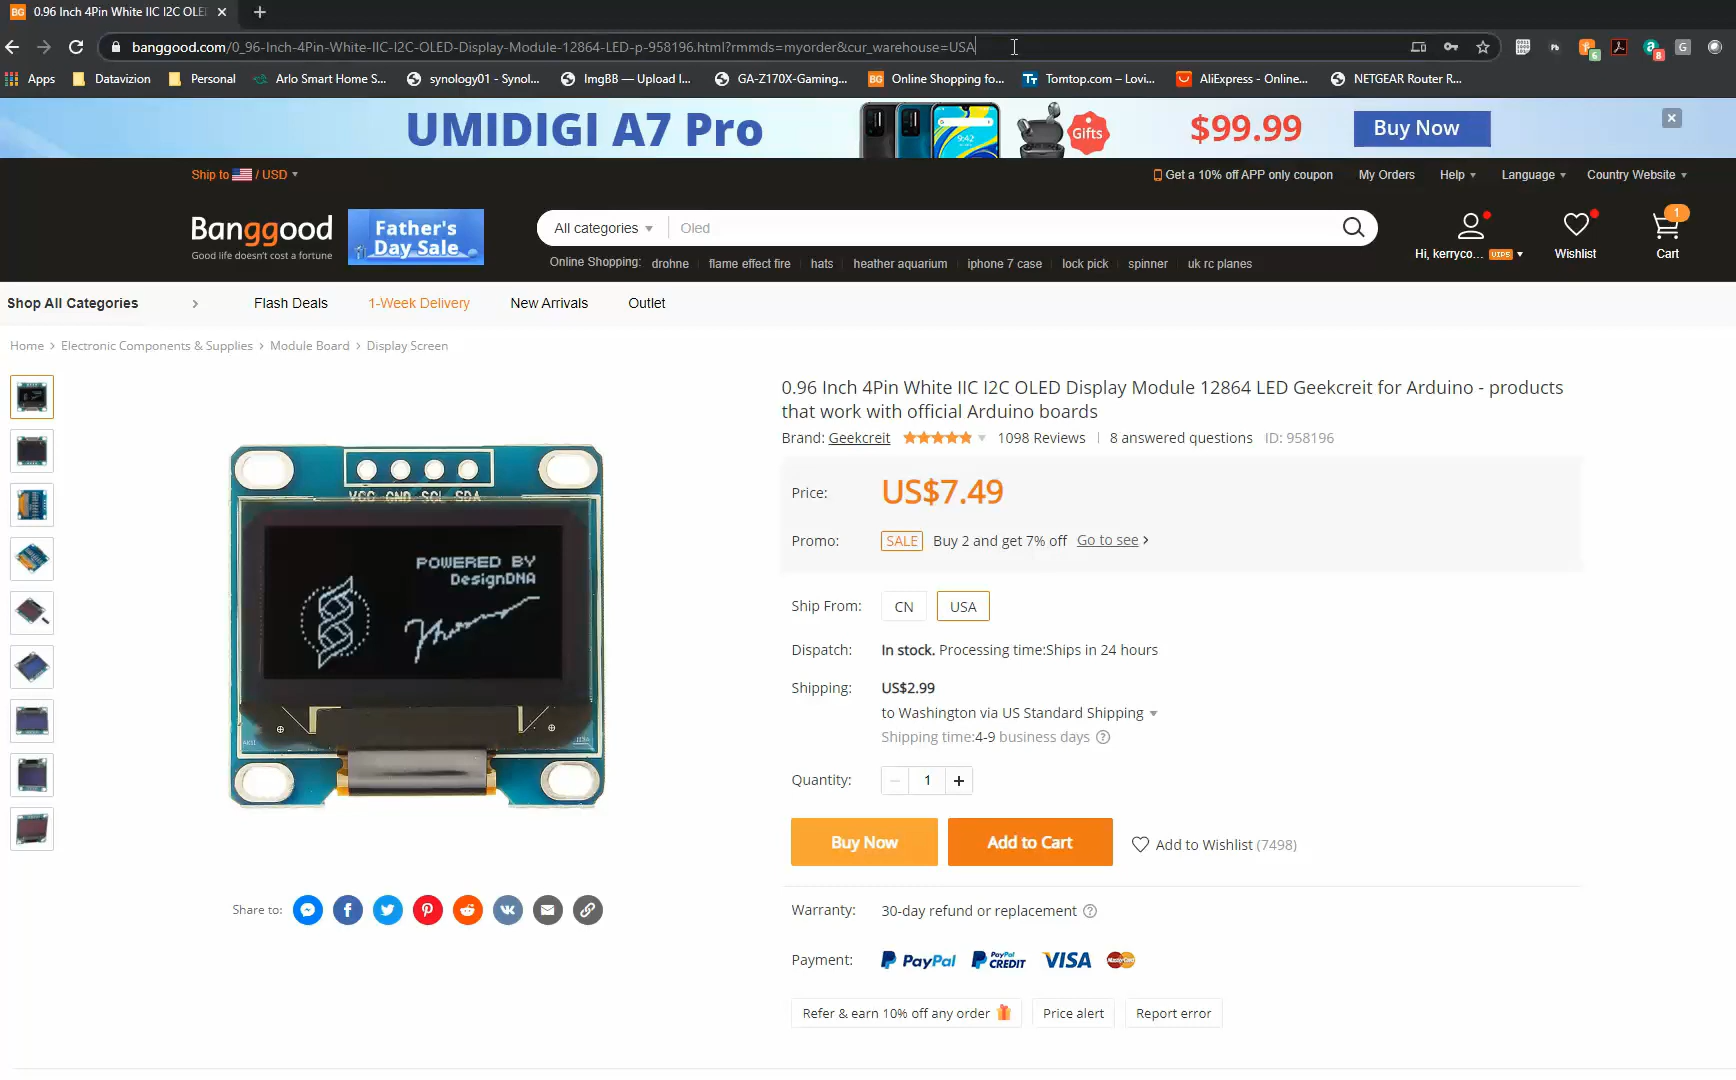 0.96 Inch 4Pin White IIC I2C OLE
banggood.com/0_96-Inch-4Pin-White-IIC-I2C-OLED-Display-Module-12864-LED-p-958196.html?rmmds=myorder&cur_warehouse=USA
Apps Datavizion Personal Arlo Smart Home S... synology01 - Synol... ImgBB — Upload I... GA-Z170X-Gaming... Online Shopping fo... Tomtop.com – Lovi... AliExpress - Online... NETGEAR Router R...
UMIDIGI A7 Pro 9:42 Gifts $99.99 Buy Now
Ship to / USD Get a 10% off APP only coupon My Orders Help Language Country Website
Banggood Father's Day Sale All categories Oled 1
Good life doesn't cost a fortune
Online Shopping: drohne flame effect fire hats heather aquarium iphone 7 case lock pick spinner uk rc planes
Hi, kerryco... VIP5 Wishlist Cart
Shop All Categories Flash Deals 1-Week Delivery New Arrivals Outlet
Home > Electronic Components & Supplies > Module Board > Display Screen
0.96 Inch 4Pin White IIC I2C OLED Display Module 12864 LED Geekcreit for Arduino - products
that work with official Arduino boards
Brand: Geekcreit 1098 Reviews 8 answered questions ID: 958196
VCC GND SCL SDA
POWERED BY
DesignDNA
Price: US$7.49
Promo: SALE Buy 2 and get 7% off Go to see >
Ship From: CN USA
Dispatch: In stock. Processing time:Ships in 24 hours
Shipping: US$2.99
to Washington via US Standard Shipping
Shipping time:4-9 business days ?
Quantity: − 1 +
Buy Now Add to Cart Add to Wishlist (7498)
Share to:
Warranty: 30-day refund or replacement ?
Payment: PayPal PayPal CREDIT VISA MasterCard
Refer & earn 10% off any order Price alert Report error